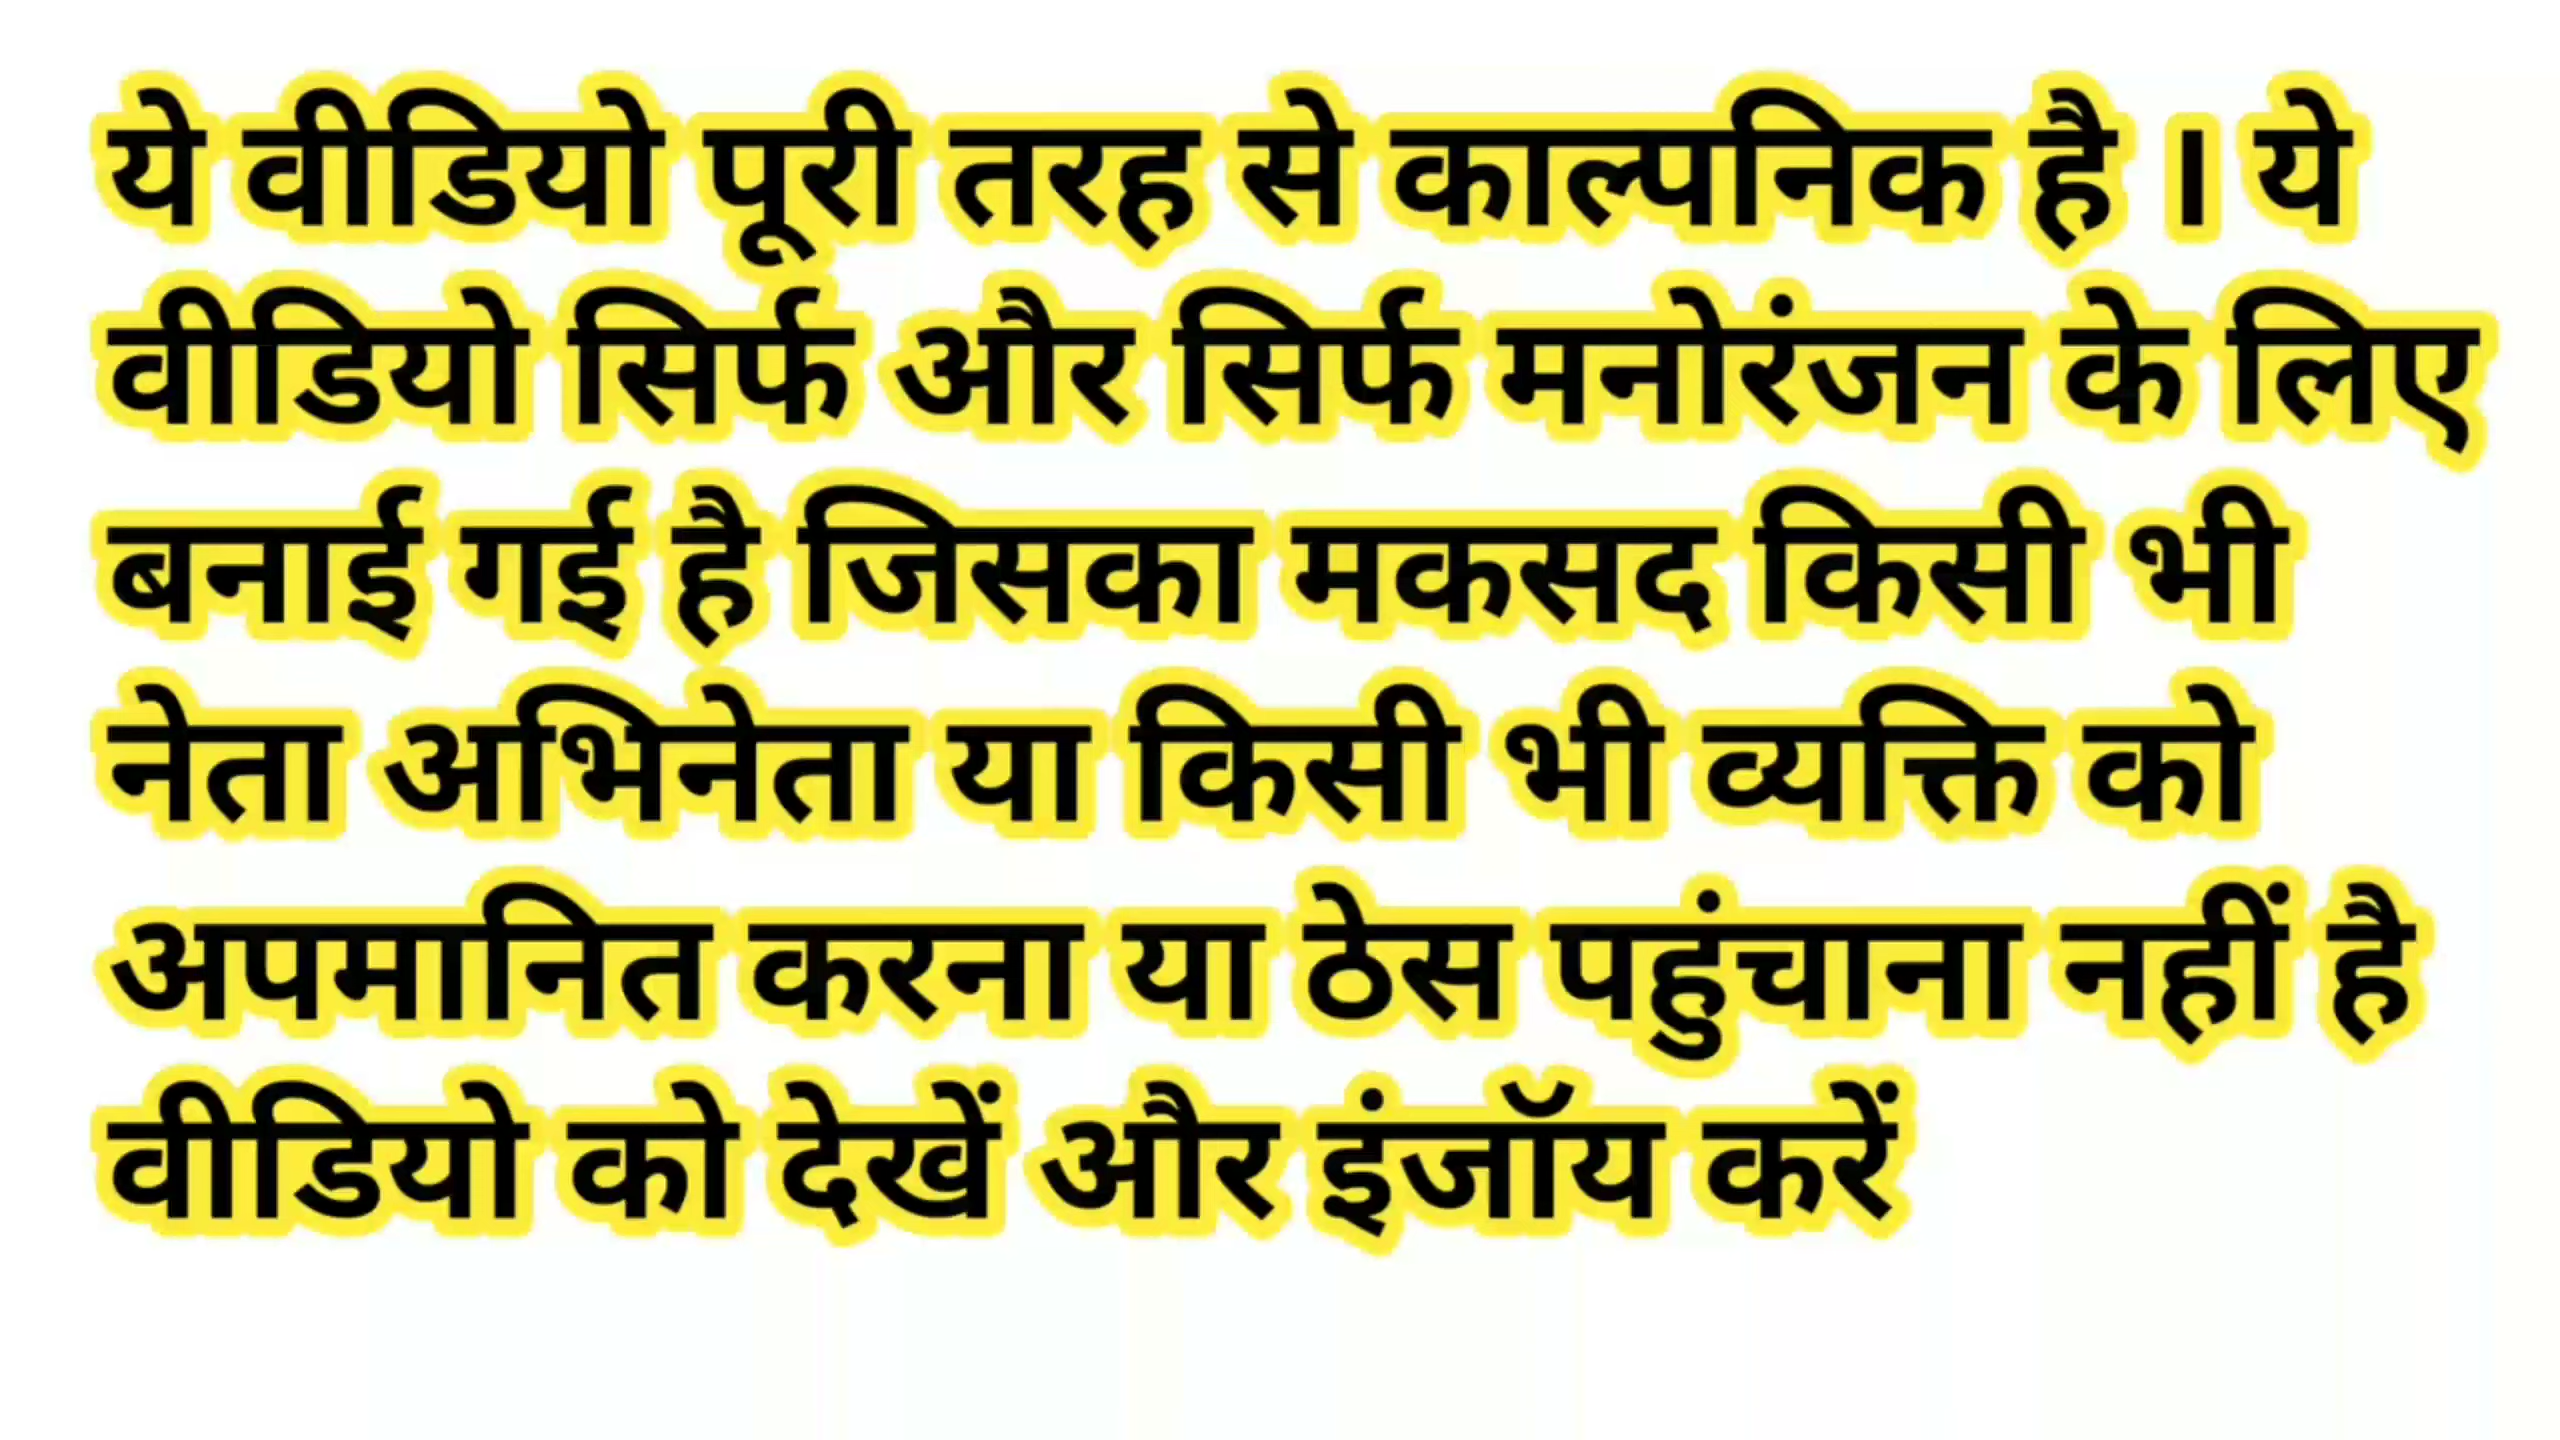 ये वीडियो पूरी तरह से काल्पनिक है । ये
वीडियो सिर्फ और सिर्फ मनोरंजन के लिए
बनाई गई है जिसका मकसद किसी भी
नेता अभिनेता या किसी भी व्यक्ति को
अपमानित करना या ठेस पहुंचाना नहीं है
वीडियो को देखें और इंजॉय करें